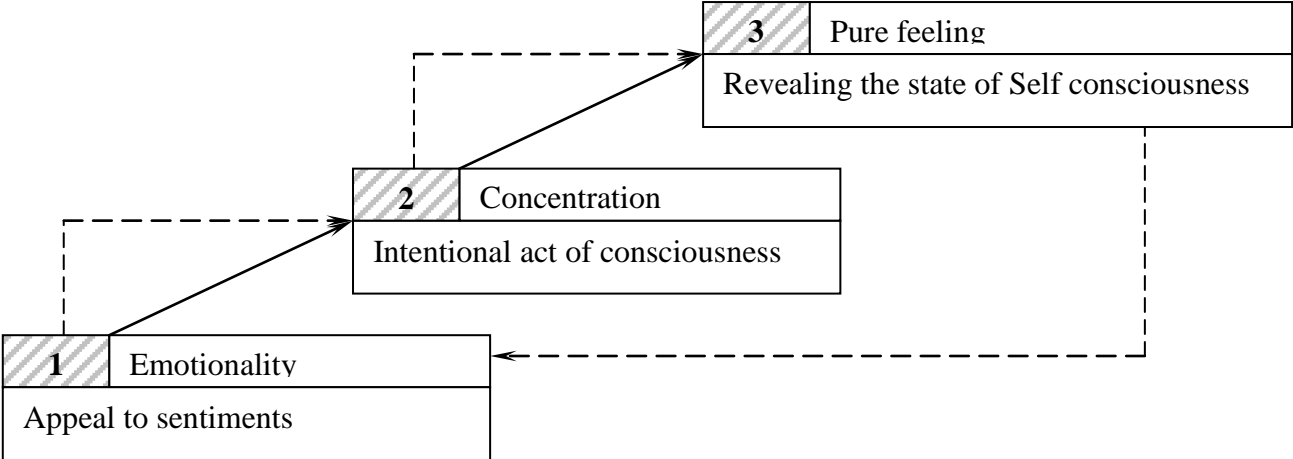 3 Pure feeling
Revealing the state of Self consciousness
2 Concentration
Intentional act of consciousness
1 Emotionality
Appeal to sentiments